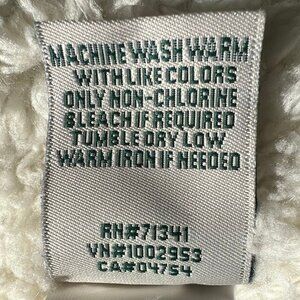 MACHINE WASH WARM
WITH LIKE COLORS
ONLY NON-CHLORINE
BLEACH IF REQUIRED
TUMBLE DRY LOW
WARM IRON IF NEEDED
RN#71341
VN#1002953
CA#04754